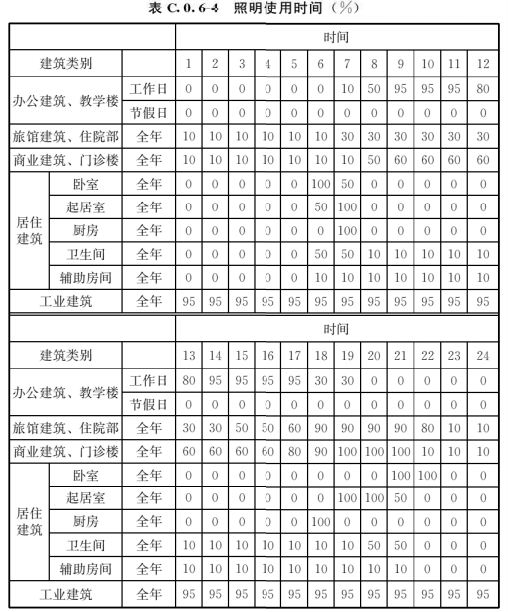 表 C.0.6-4 照明使用时间（%）
时间
建筑类别 1 2 3 4 5 6 7 8 9 10 11 12
办公建筑、教学楼 工作日 0 0 0 0 0 0 10 50 95 95 95 80
节假日 0 0 0 0 0 0 0 0 0 0 0 0
旅馆建筑、住院部 全年 10 10 10 10 10 10 30 30 30 30 30 30
商业建筑、门诊楼 全年 10 10 10 10 10 10 10 50 60 60 60 60
居住建筑 卧室 全年 0 0 0 0 0 100 50 0 0 0 0 0
起居室 全年 0 0 0 0 0 50 100 0 0 0 0 0
厨房 全年 0 0 0 0 0 0 100 0 0 0 0 0
卫生间 全年 0 0 0 0 0 50 50 10 10 10 10 10
辅助房间 全年 0 0 0 0 0 10 10 10 10 10 10 10
工业建筑 全年 95 95 95 95 95 95 95 95 95 95 95 95
时间
建筑类别 13 14 15 16 17 18 19 20 21 22 23 24
办公建筑、教学楼 工作日 80 95 95 95 95 30 30 0 0 0 0 0
节假日 0 0 0 0 0 0 0 0 0 0 0 0
旅馆建筑、住院部 全年 30 30 50 50 60 90 90 90 90 80 10 10
商业建筑、门诊楼 全年 60 60 60 60 80 90 100 100 100 10 10 10
居住建筑 卧室 全年 0 0 0 0 0 0 0 0 100 100 0 0
起居室 全年 0 0 0 0 0 0 100 100 50 0 0 0
厨房 全年 0 0 0 0 0 100 0 0 0 0 0 0
卫生间 全年 10 10 10 10 10 10 10 50 50 0 0 0
辅助房间 全年 10 10 10 10 10 10 10 10 10 0 0 0
工业建筑 全年 95 95 95 95 95 95 95 95 95 95 95 95